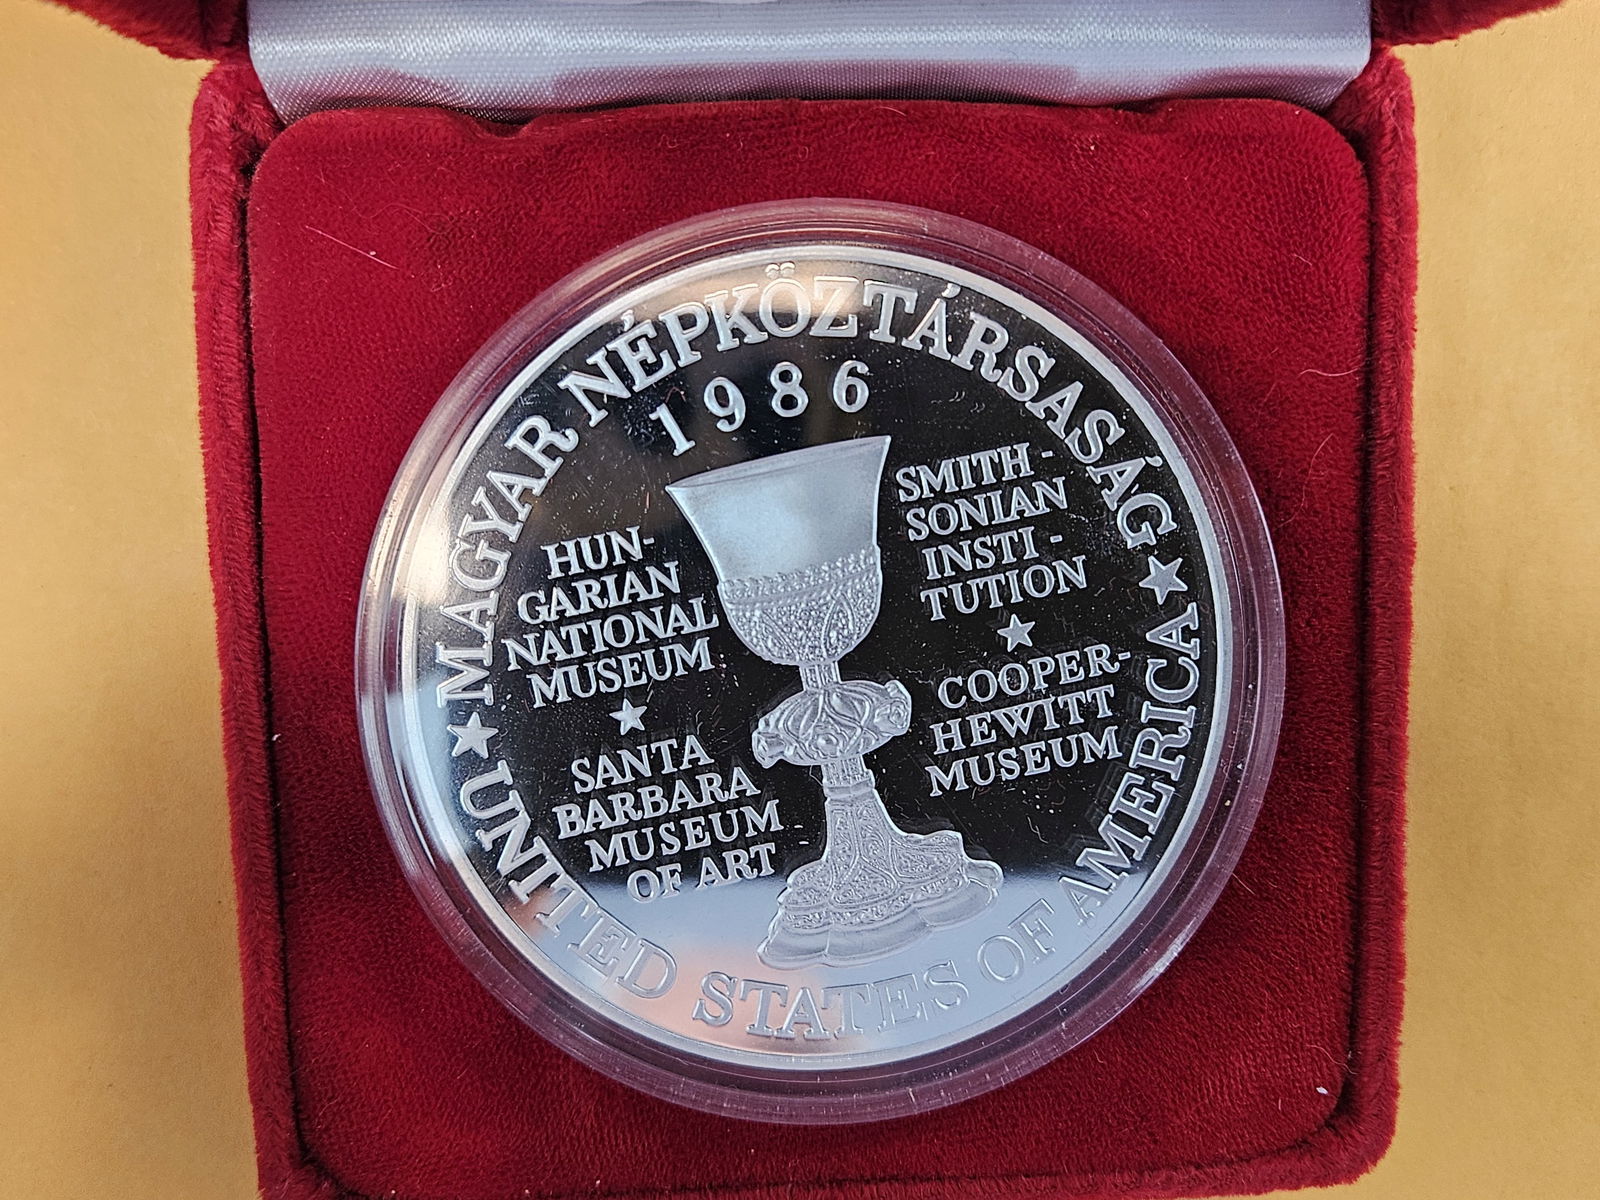 MAGYAR NÉPKÖZTÁRSASÁG
1986
HUN-
GARIAN
NATIONAL
MUSEUM
SANTA
BARBARA
MUSEUM
OF ART
SMITH-
SONIAN
INSTI-
TUTION
COOPER-
HEWITT
MUSEUM
UNITED STATES OF AMERICA